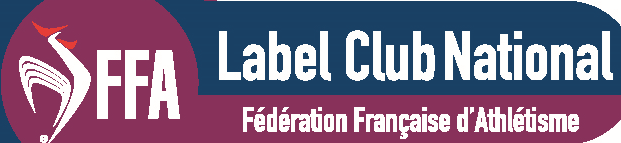 FFA
Label Club National
Fédération Française d'Athlétisme